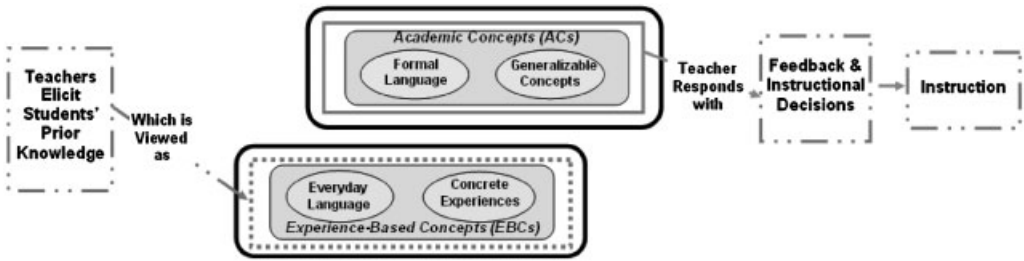 Teachers
Elicit
Students'
Prior
Knowledge
Which is
Viewed
as
Academic Concepts (ACs)
Formal
Language
Generalizable
Concepts
Everyday
Language
Concrete
Experiences
Experience-Based Concepts (EBCs)
Teacher
Responds
with
Feedback &
Instructional
Decisions
Instruction